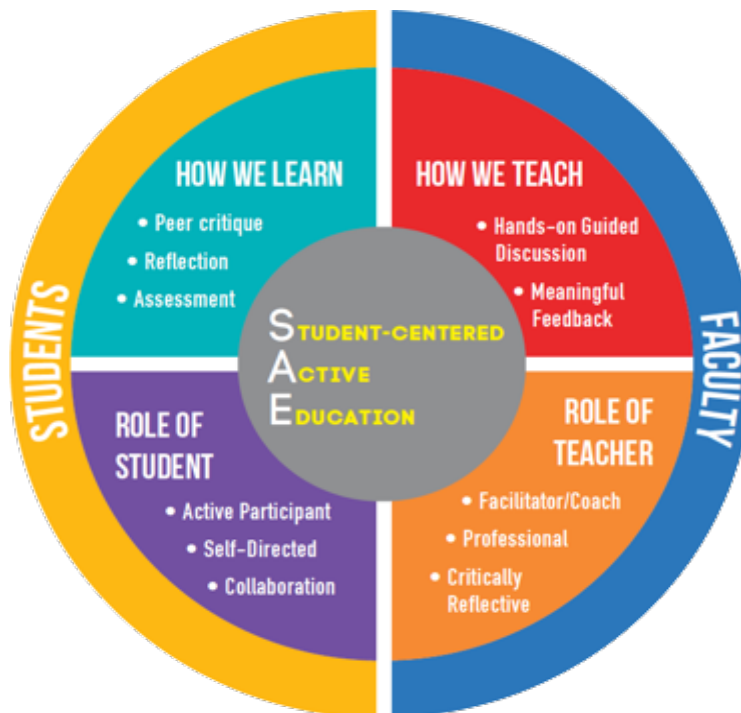 HOW WE LEARN
• Peer critique
• Reflection
• Assessment
HOW WE TEACH
• Hands-on Guided
Discussion
• Meaningful
Feedback
STUDENTS
STUDENT-CENTERED
ACTIVE
EDUCATION
FACULTY
ROLE OF
STUDENT
• Active Participant
• Self-Directed
• Collaboration
ROLE OF
TEACHER
• Facilitator/Coach
• Professional
• Critically
Reflective